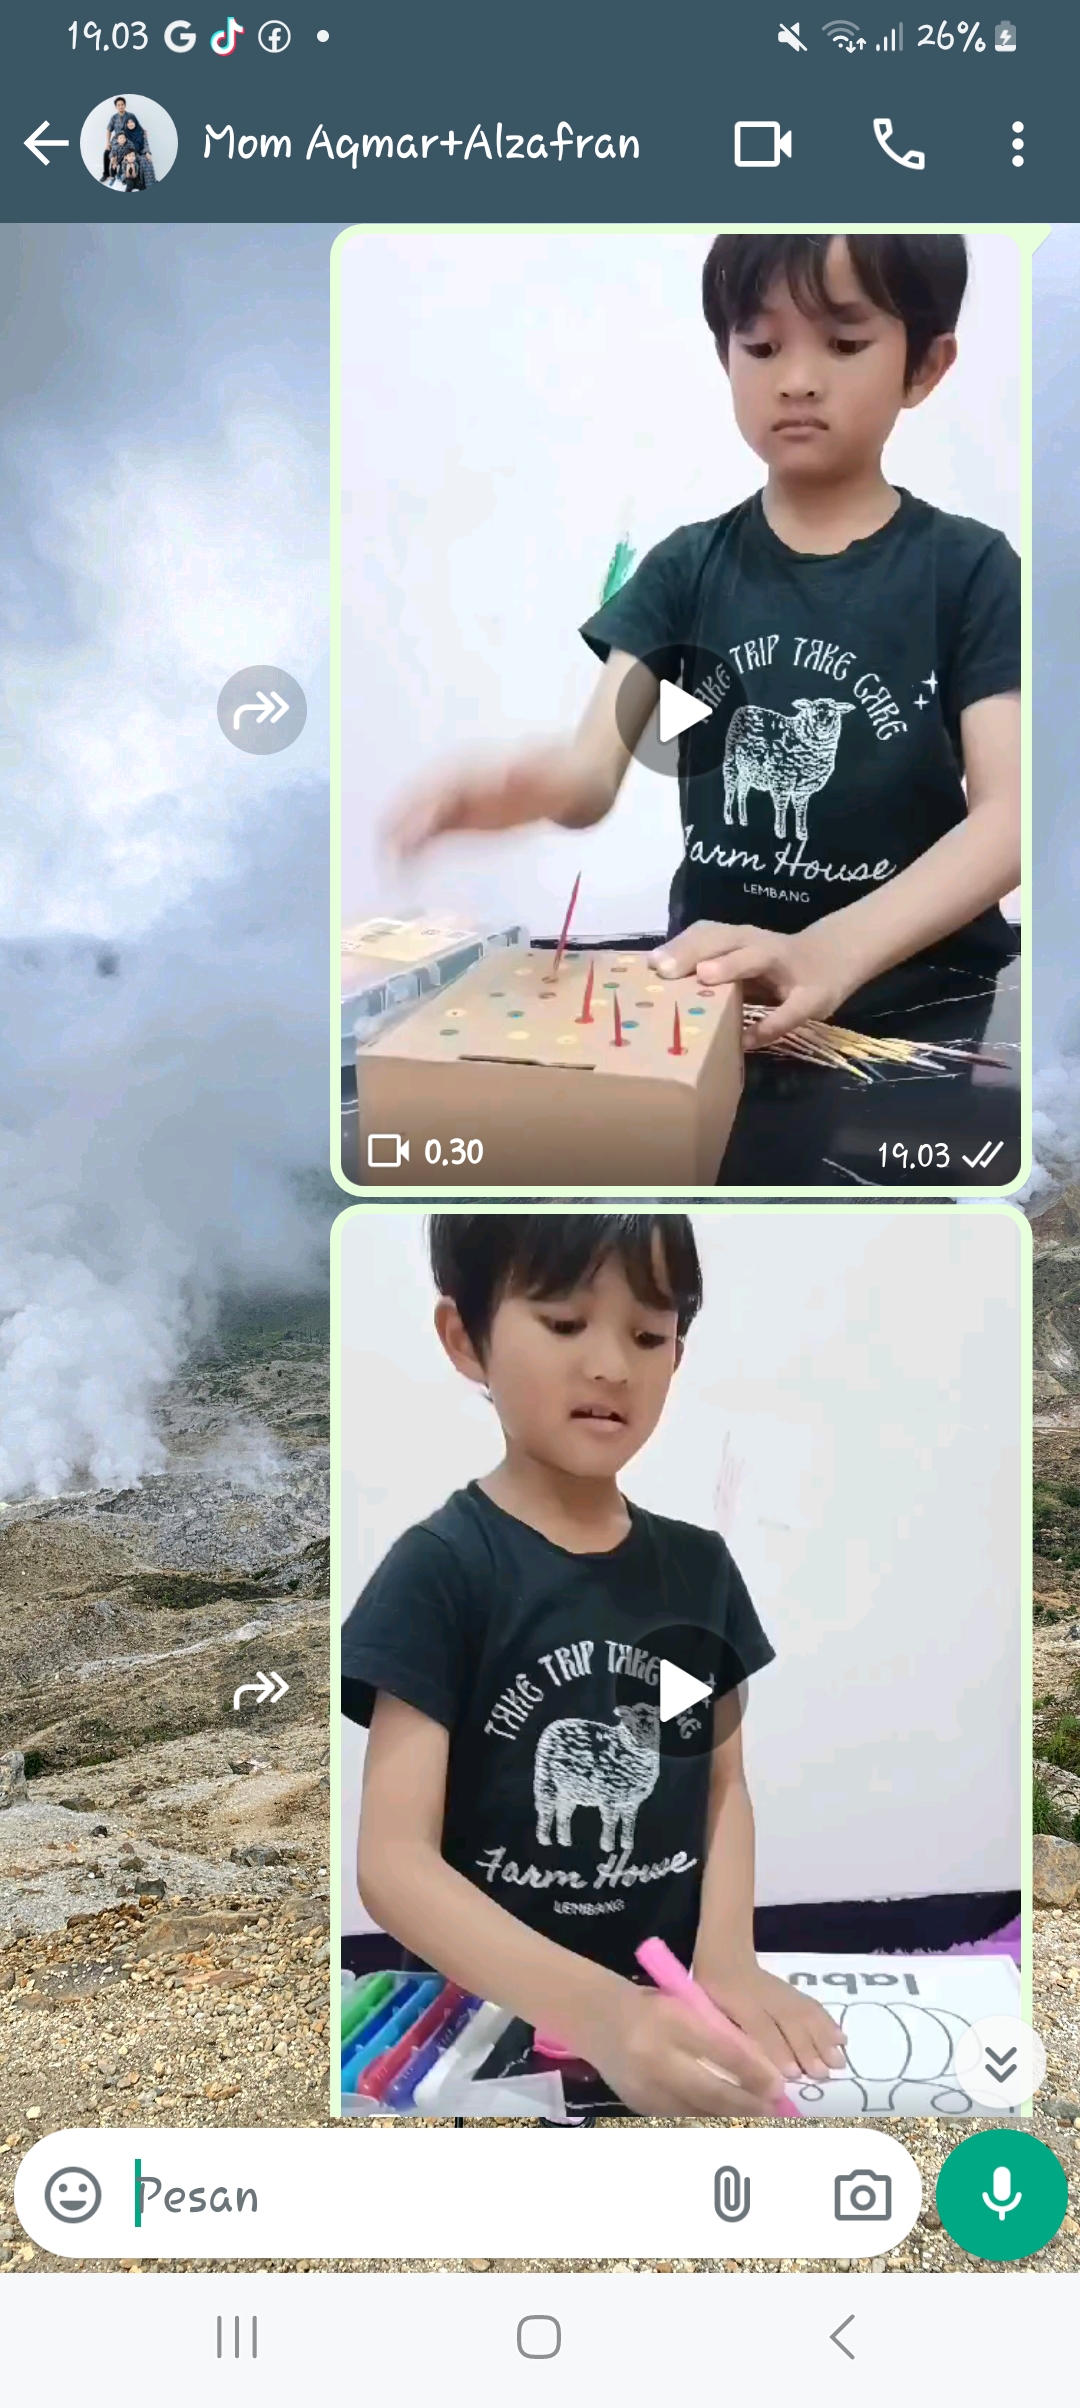 19.03
26%
Mom Aqmar+Alzafran
TRIP TAKE CARE
Farm House
LEMBANG
0.30
19.03
TAKE TRIP TAKE
Farm House
LEMBANG
labu
Pesan